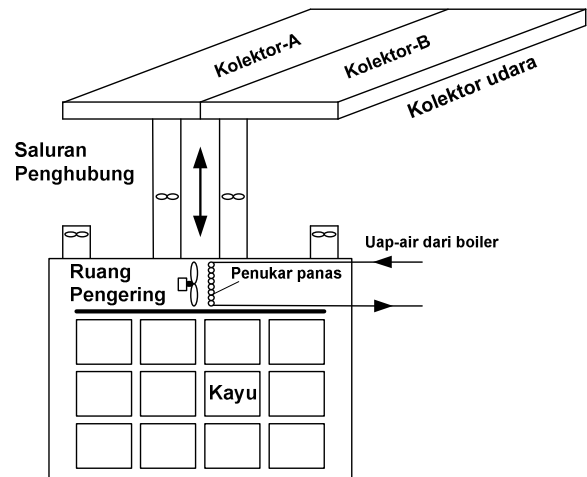 Kolektor-A
Kolektor-B
Kolektor udara
Saluran
Penghubung
Uap-air dari boiler
Ruang
Pengering
Penukar panas
Kayu